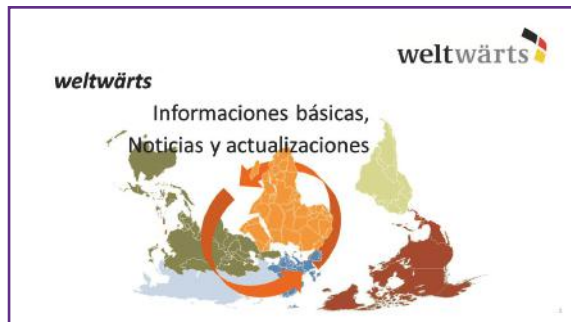 weltwärts
weltwärts
Informaciones básicas,
Noticias y actualizaciones